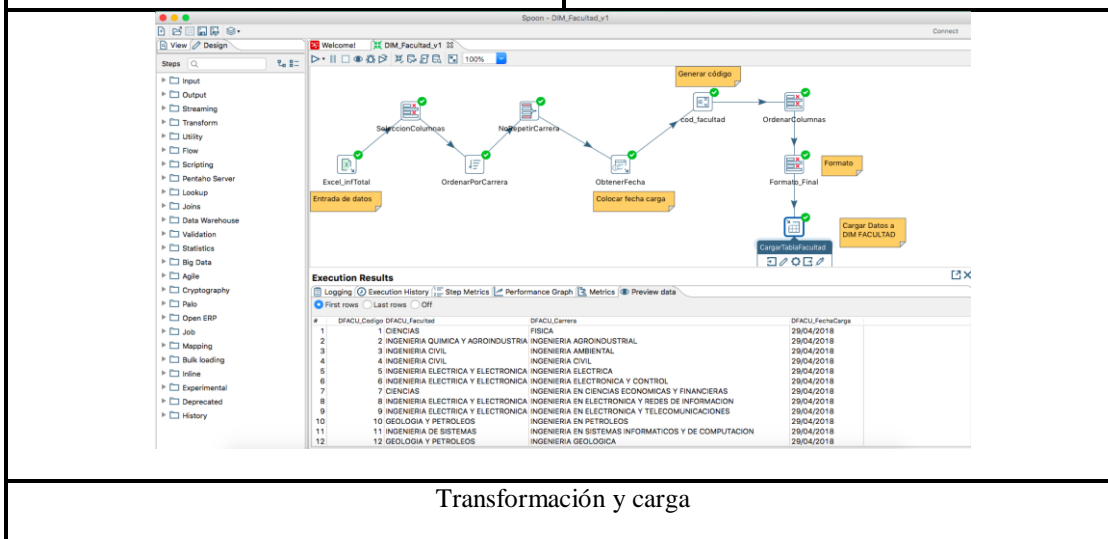 Spoon - DIM_Facultad_v1
Connect
View Design
Welcome! DIM_Facultad_v1
Steps
100%
Input
Output
Streaming
Transform
Utility
Flow
Scripting
Pentaho Server
Lookup
Joins
Data Warehouse
Validation
Statistics
Big Data
Agile
Cryptography
Palo
Open ERP
Job
Mapping
Bulk loading
Inline
Experimental
Deprecated
History
Generar código
SeleccionColumnas
NoRepetirCarrera
cod_facultad
OrdenarColumnas
Excel_infTotal
OrdenarPorCarrera
ObtenerFecha
Formato_Final
Formato
Entrada de datos
Colocar fecha carga
Cargar Datos a
DIM FACULTAD
CargarTablaFacultad
Execution Results
Logging Execution History Step Metrics Performance Graph Metrics Preview data
First rows Last rows Off
# DFACU_Codigo DFACU_Facultad DFACU_Carrera DFACU_FechaCarga
1 1 CIENCIAS FISICA 29/04/2018
2 2 INGENIERIA QUIMICA Y AGROINDUSTRIA INGENIERIA AGROINDUSTRIAL 29/04/2018
3 3 INGENIERIA CIVIL INGENIERIA AMBIENTAL 29/04/2018
4 4 INGENIERIA CIVIL INGENIERIA CIVIL 29/04/2018
5 5 INGENIERIA ELECTRICA Y ELECTRONICA INGENIERIA ELECTRICA 29/04/2018
6 6 INGENIERIA ELECTRICA Y ELECTRONICA INGENIERIA ELECTRONICA Y CONTROL 29/04/2018
7 7 CIENCIAS INGENIERIA EN CIENCIAS ECONOMICAS Y FINANCIERAS 29/04/2018
8 8 INGENIERIA ELECTRICA Y ELECTRONICA INGENIERIA EN ELECTRONICA Y REDES DE INFORMACION 29/04/2018
9 9 INGENIERIA ELECTRICA Y ELECTRONICA INGENIERIA EN ELECTRONICA Y TELECOMUNICACIONES 29/04/2018
10 10 GEOLOGIA Y PETROLEOS INGENIERIA EN PETROLEOS 29/04/2018
11 11 INGENIERIA DE SISTEMAS INGENIERIA EN SISTEMAS INFORMATICOS Y DE COMPUTACION 29/04/2018
12 12 GEOLOGIA Y PETROLEOS INGENIERIA GEOLOGICA 29/04/2018
Transformación y carga